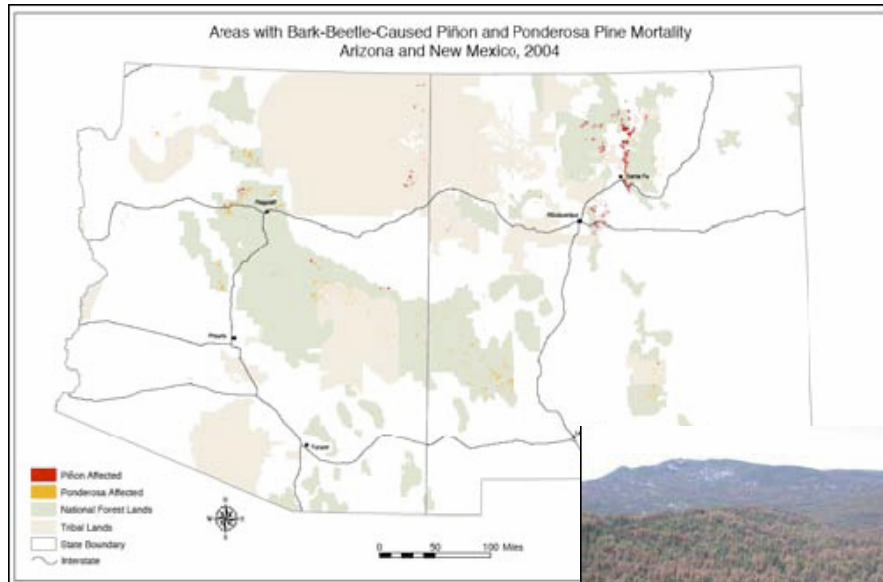 Areas with Bark-Beetle-Caused Piñon and Ponderosa Pine Mortality
Arizona and New Mexico, 2004
Santa Fe
Flagstaff
Albuquerque
Phoenix
Tucson
Piñon Affected
Ponderosa Affected
National Forest Lands
Tribal Lands
State Boundary
Interstate
0 50 100 Miles